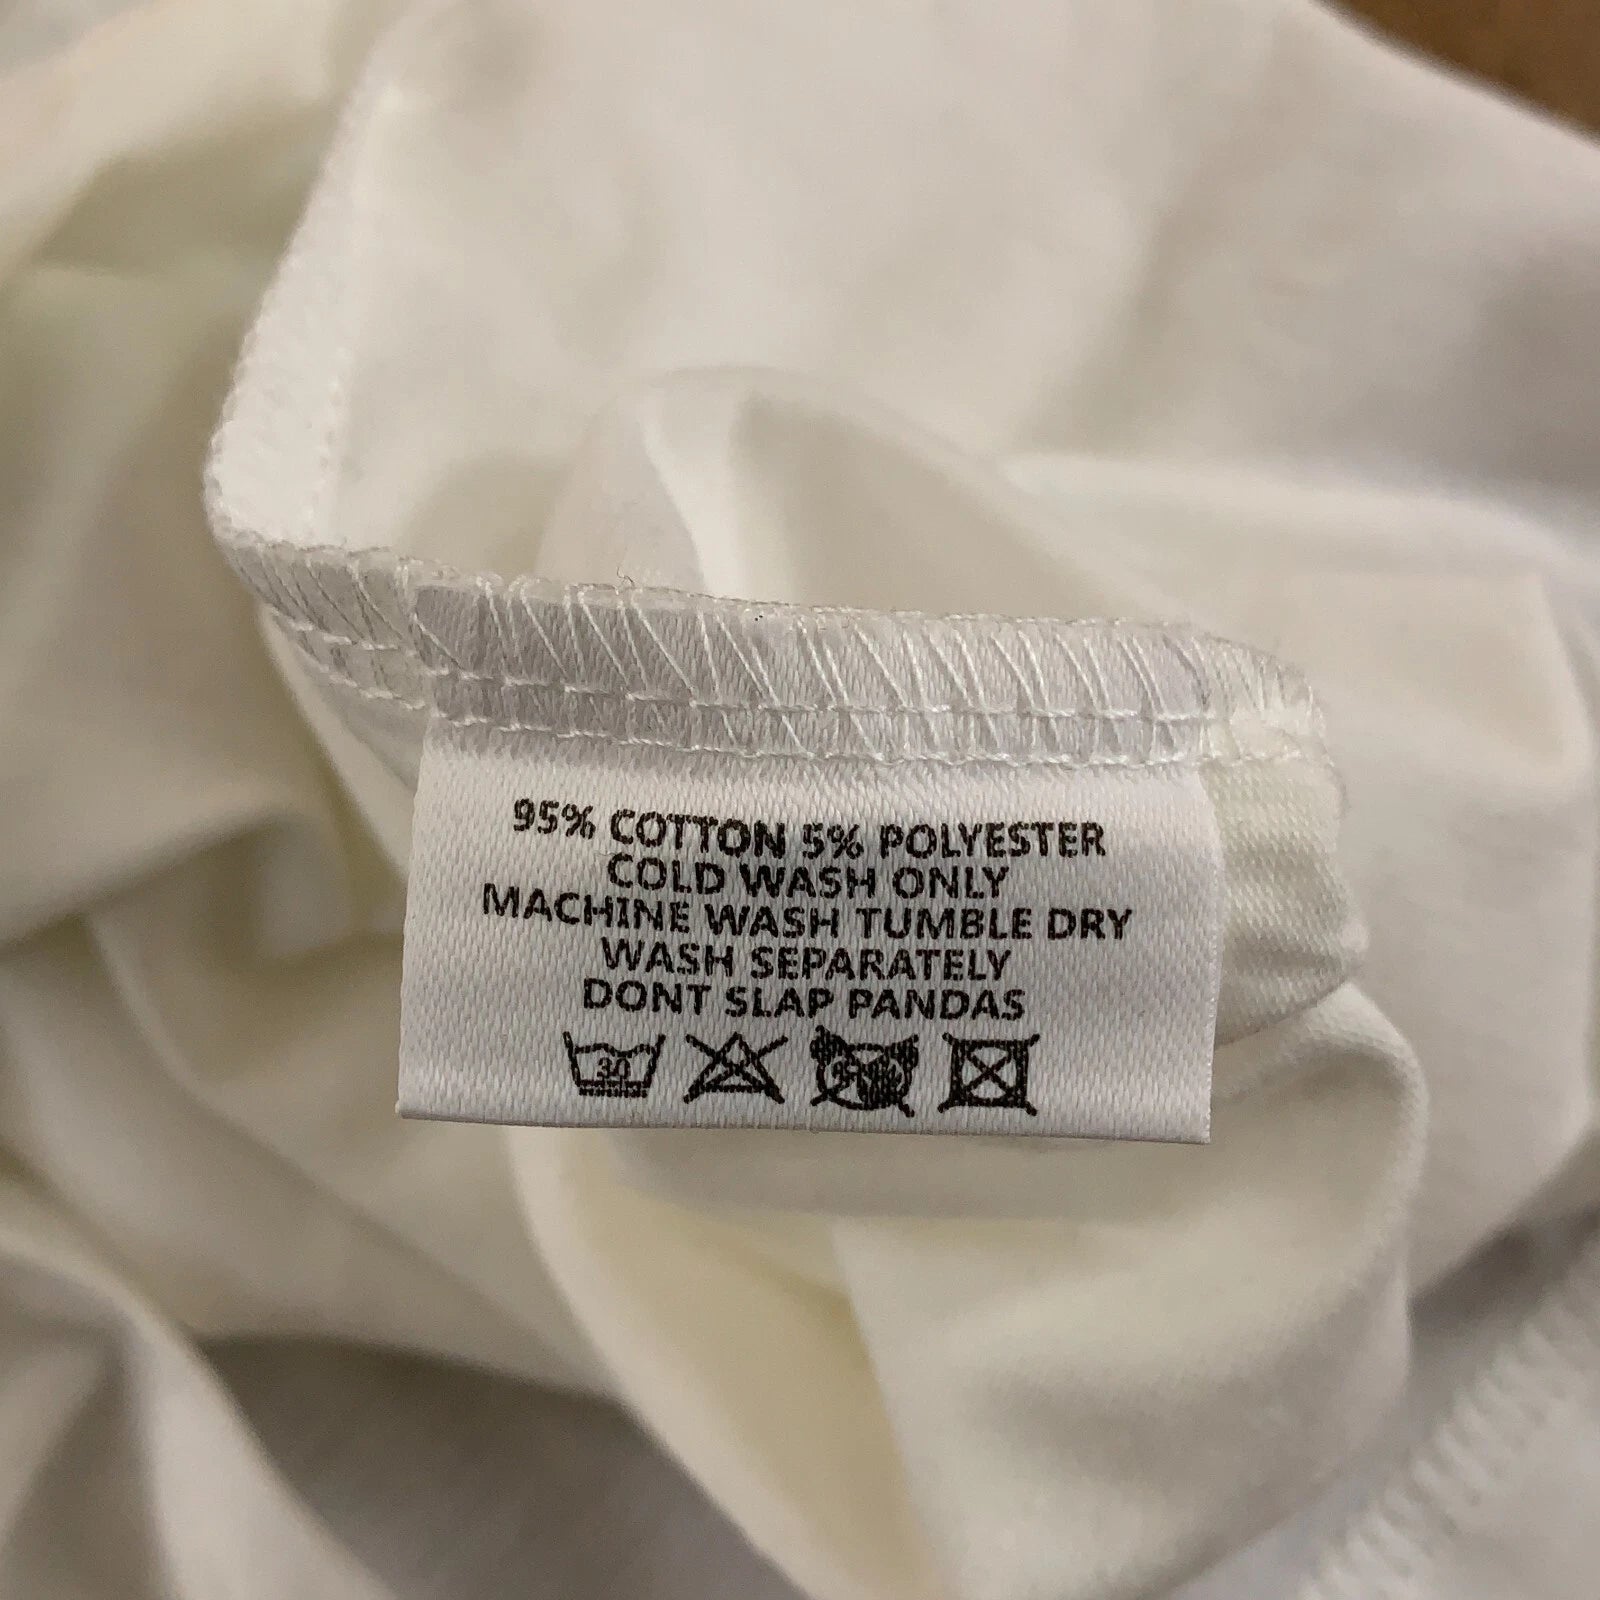 95% COTTON 5% POLYESTER
COLD WASH ONLY
MACHINE WASH TUMBLE DRY
WASH SEPARATELY
DONT SLAP PANDAS
30